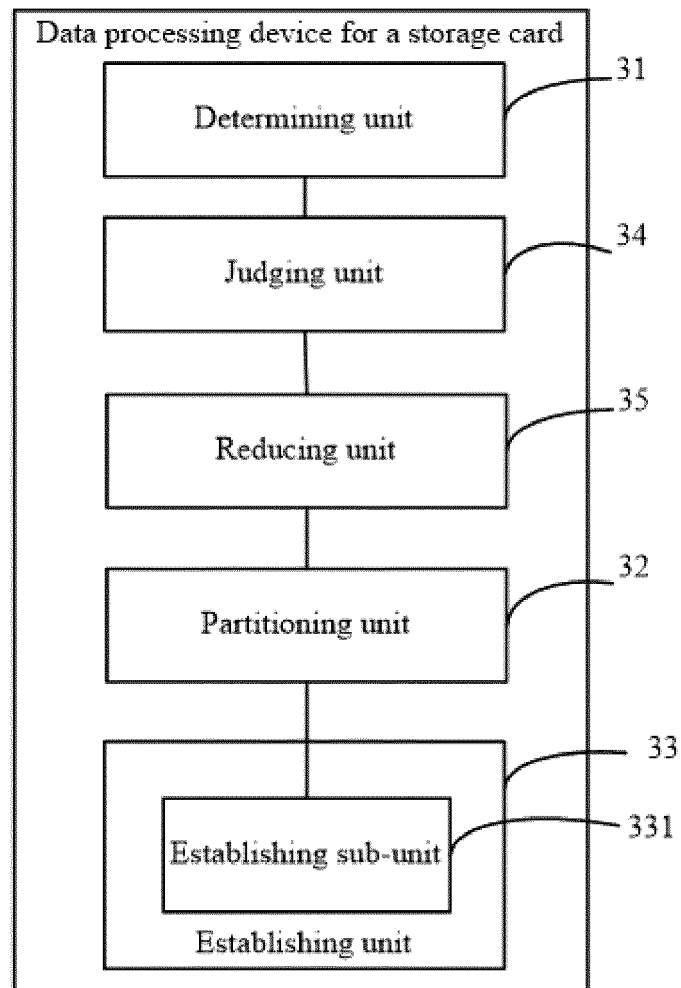 Data processing device for a storage card
Determining unit
31
Judging unit
34
Reducing unit
35
Partitioning unit
32
33
Establishing sub-unit
331
Establishing unit